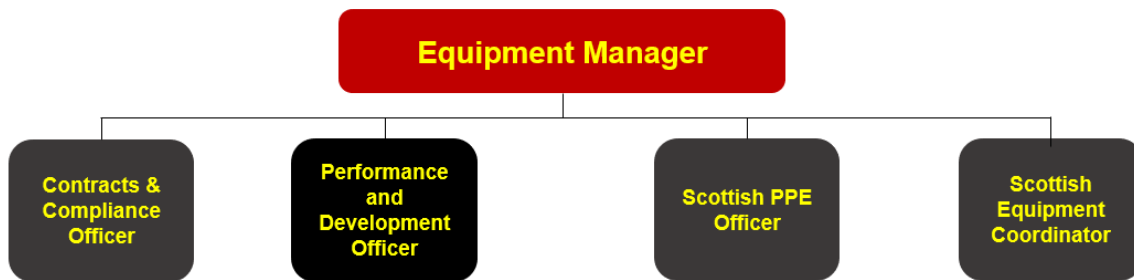 Equipment Manager
Contracts &
Compliance
Officer
Performance
and
Development
Officer
Scottish PPE
Officer
Scottish
Equipment
Coordinator